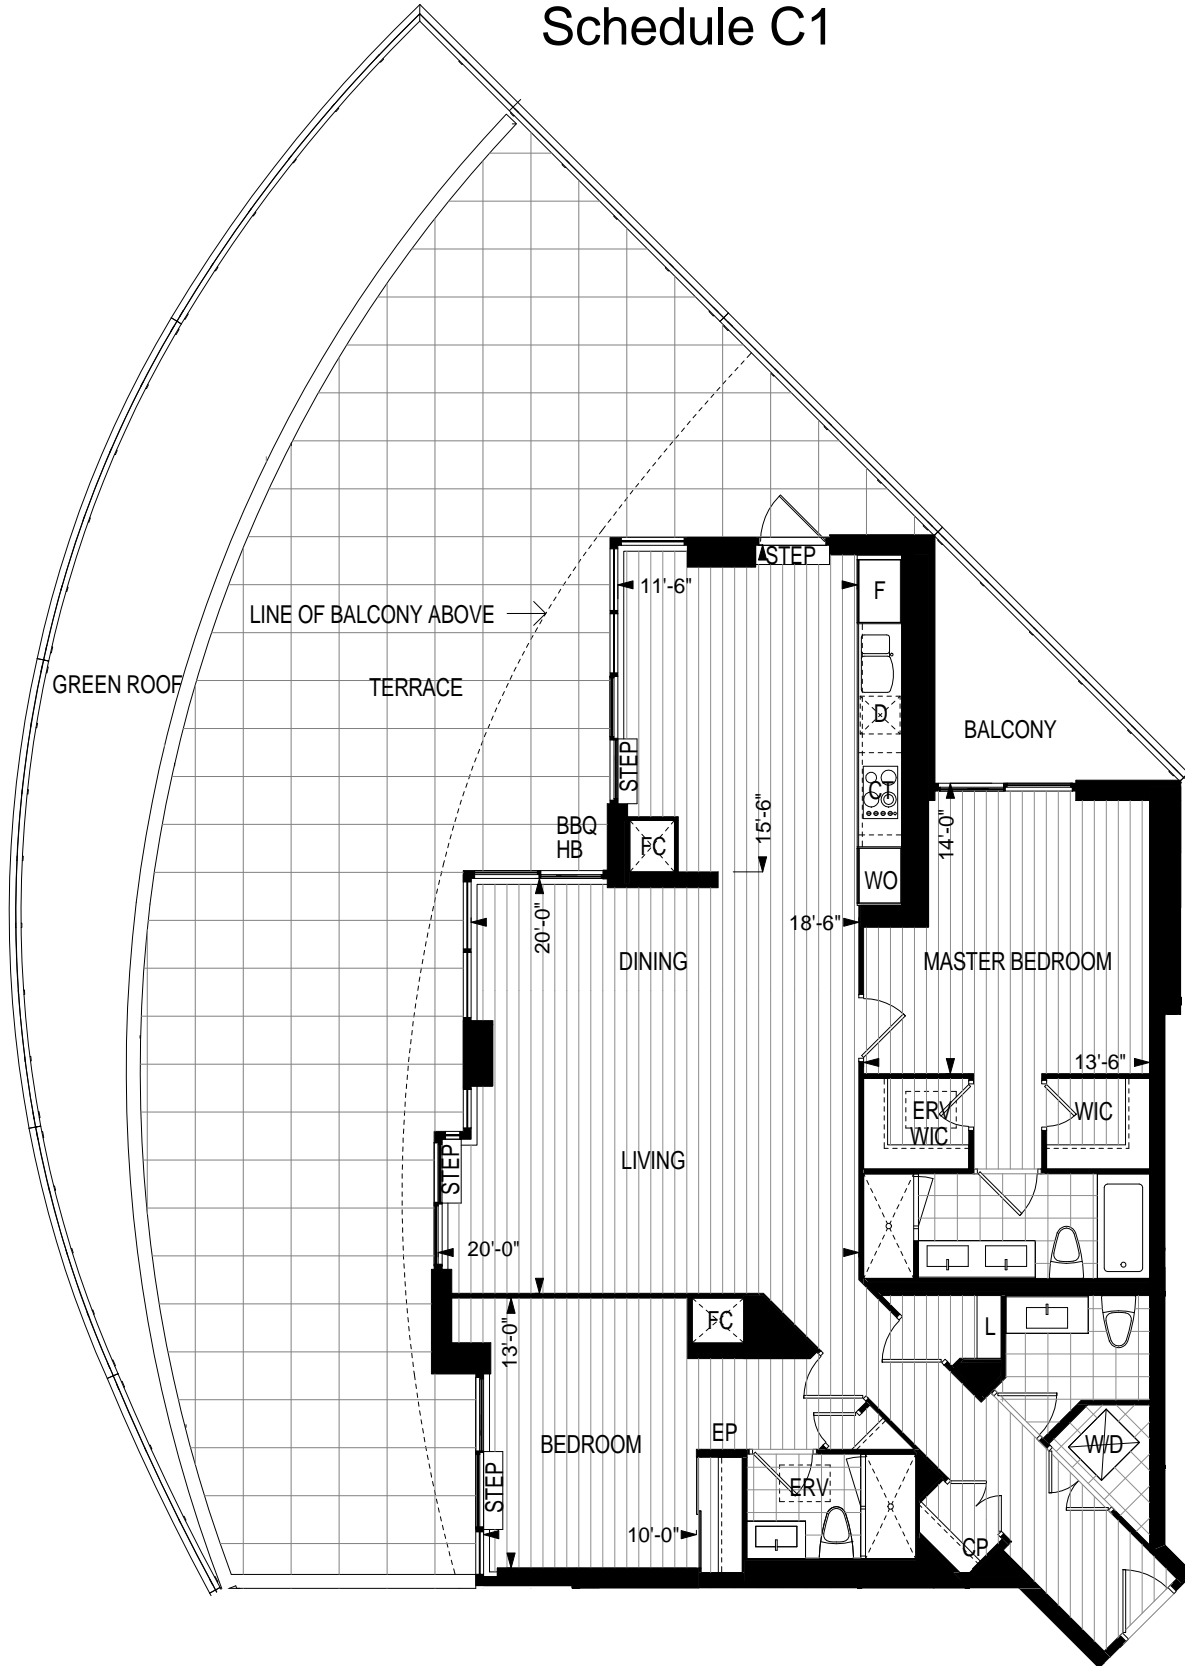 Schedule C1
STEP
11'-6"
F
LINE OF BALCONY ABOVE
GREEN ROOF
TERRACE
D
BALCONY
STEP
CT
15'-6"
14'-0"
BBQ
HB
FC
WO
20'-0"
18'-6"
DINING
MASTER BEDROOM
13'-6"
ERV
WIC
WIC
STEP
LIVING
20'-0"
FC
L
13'-0"
EP
BEDROOM
W/D
STEP
ERV
10'-0"
CP